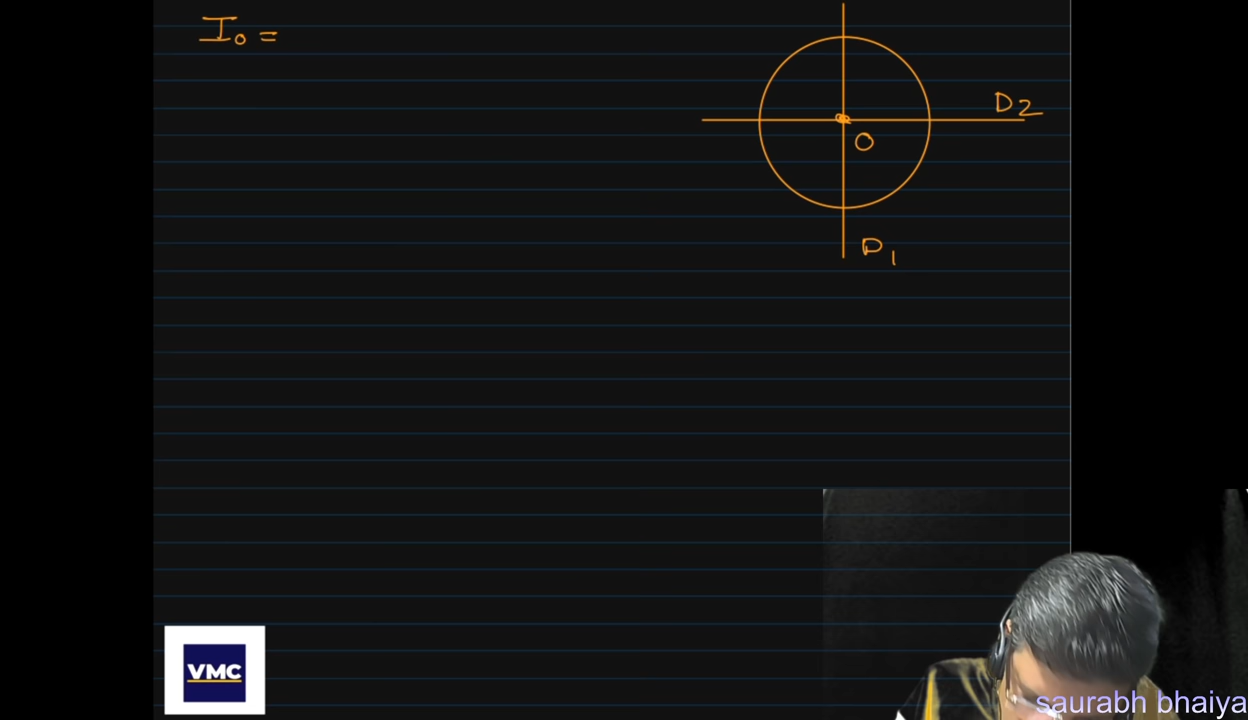 I₀ =
D2
O
D₁
VMC
saurabh bhaiya